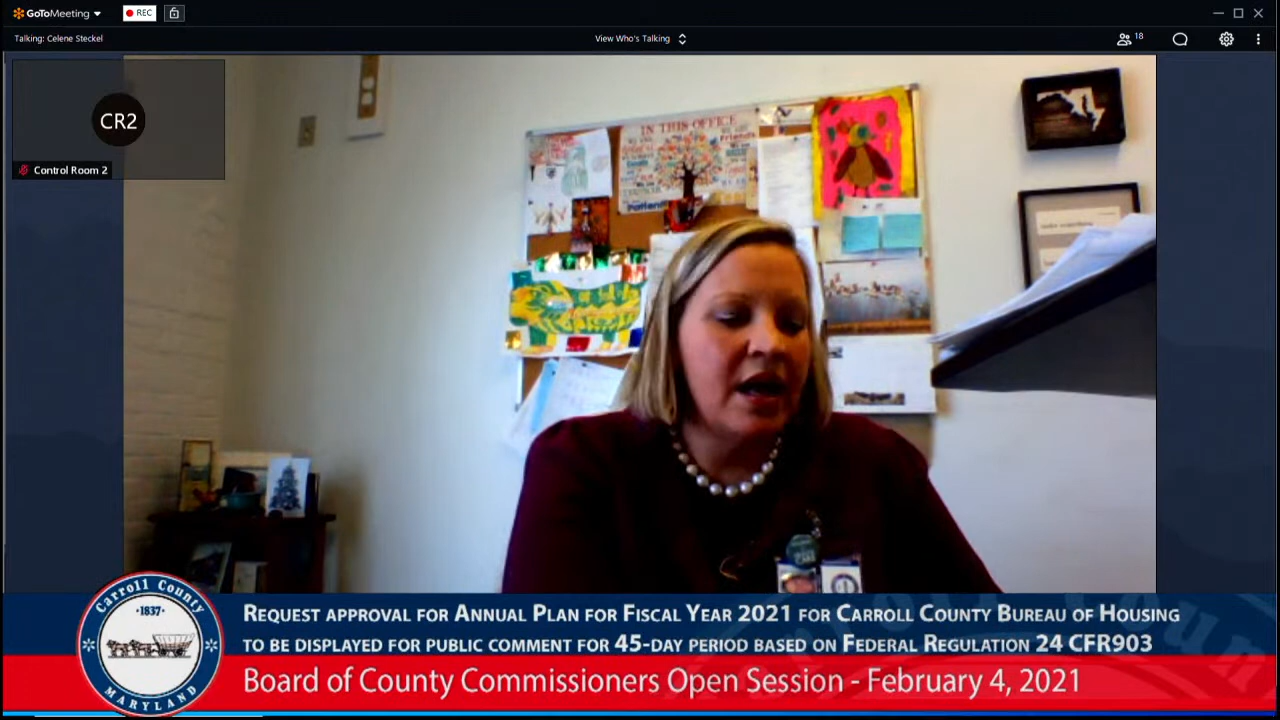 GoToMeeting
REC
Talking: Celene Steckel
View Who's Talking
18
CR2
Control Room 2
IN THIS OFFICE
Friends
Patient
Carroll County
1837
MARYLAND
REQUEST APPROVAL FOR ANNUAL PLAN FOR FISCAL YEAR 2021 FOR CARROLL COUNTY BUREAU OF HOUSING
TO BE DISPLAYED FOR PUBLIC COMMENT FOR 45-DAY PERIOD BASED ON FEDERAL REGULATION 24 CFR903
Board of County Commissioners Open Session - February 4, 2021